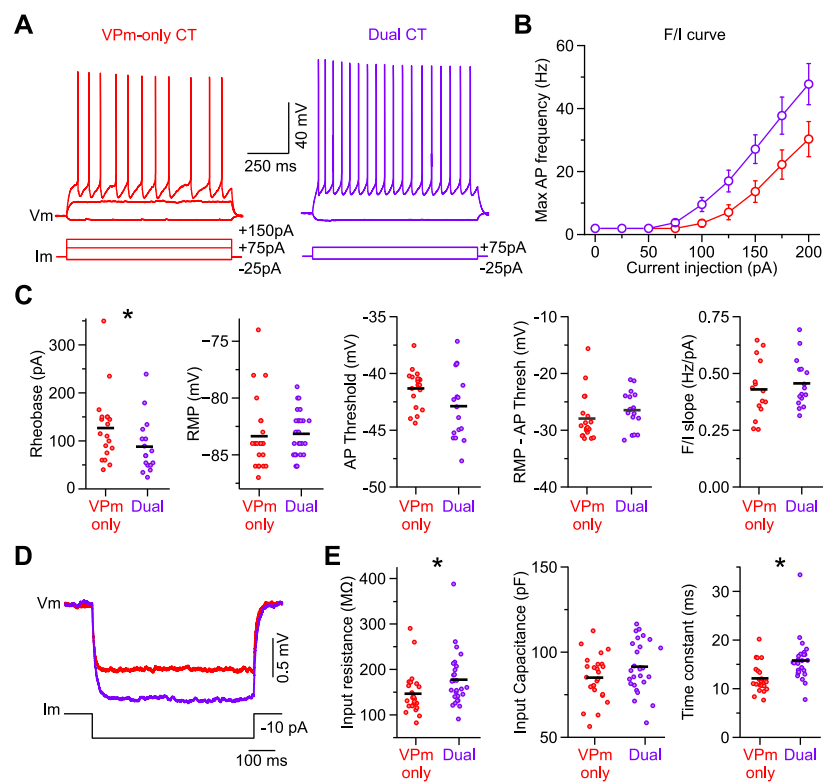 A
VPm-only CT
Dual CT
40 mV
250 ms
Vm
+150pA
+75pA
-25pA
Im
+75pA
-25pA
B
F/I curve
Max AP frequency (Hz)
60
40
20
0
0
50
100
150
200
Current injection (pA)
C
*
Rheobase (pA)
300
200
100
0
VPm only
Dual
RMP (mV)
−75
−80
−85
VPm only
Dual
AP Threshold (mV)
−35
−40
−45
−50
VPm only
Dual
RMP - AP Thresh (mV)
−10
−20
−30
−40
VPm only
Dual
F/I slope (Hz/pA)
0.75
0.50
0.25
0.00
VPm only
Dual
D
Vm
0.5 mV
Im
-10 pA
100 ms
E
*
Input resistance (MΩ)
400
300
200
100
VPm only
Dual
Input Capacitance (pF)
150
100
50
VPm only
Dual
*
Time constant (ms)
40
30
20
10
0
VPm only
Dual